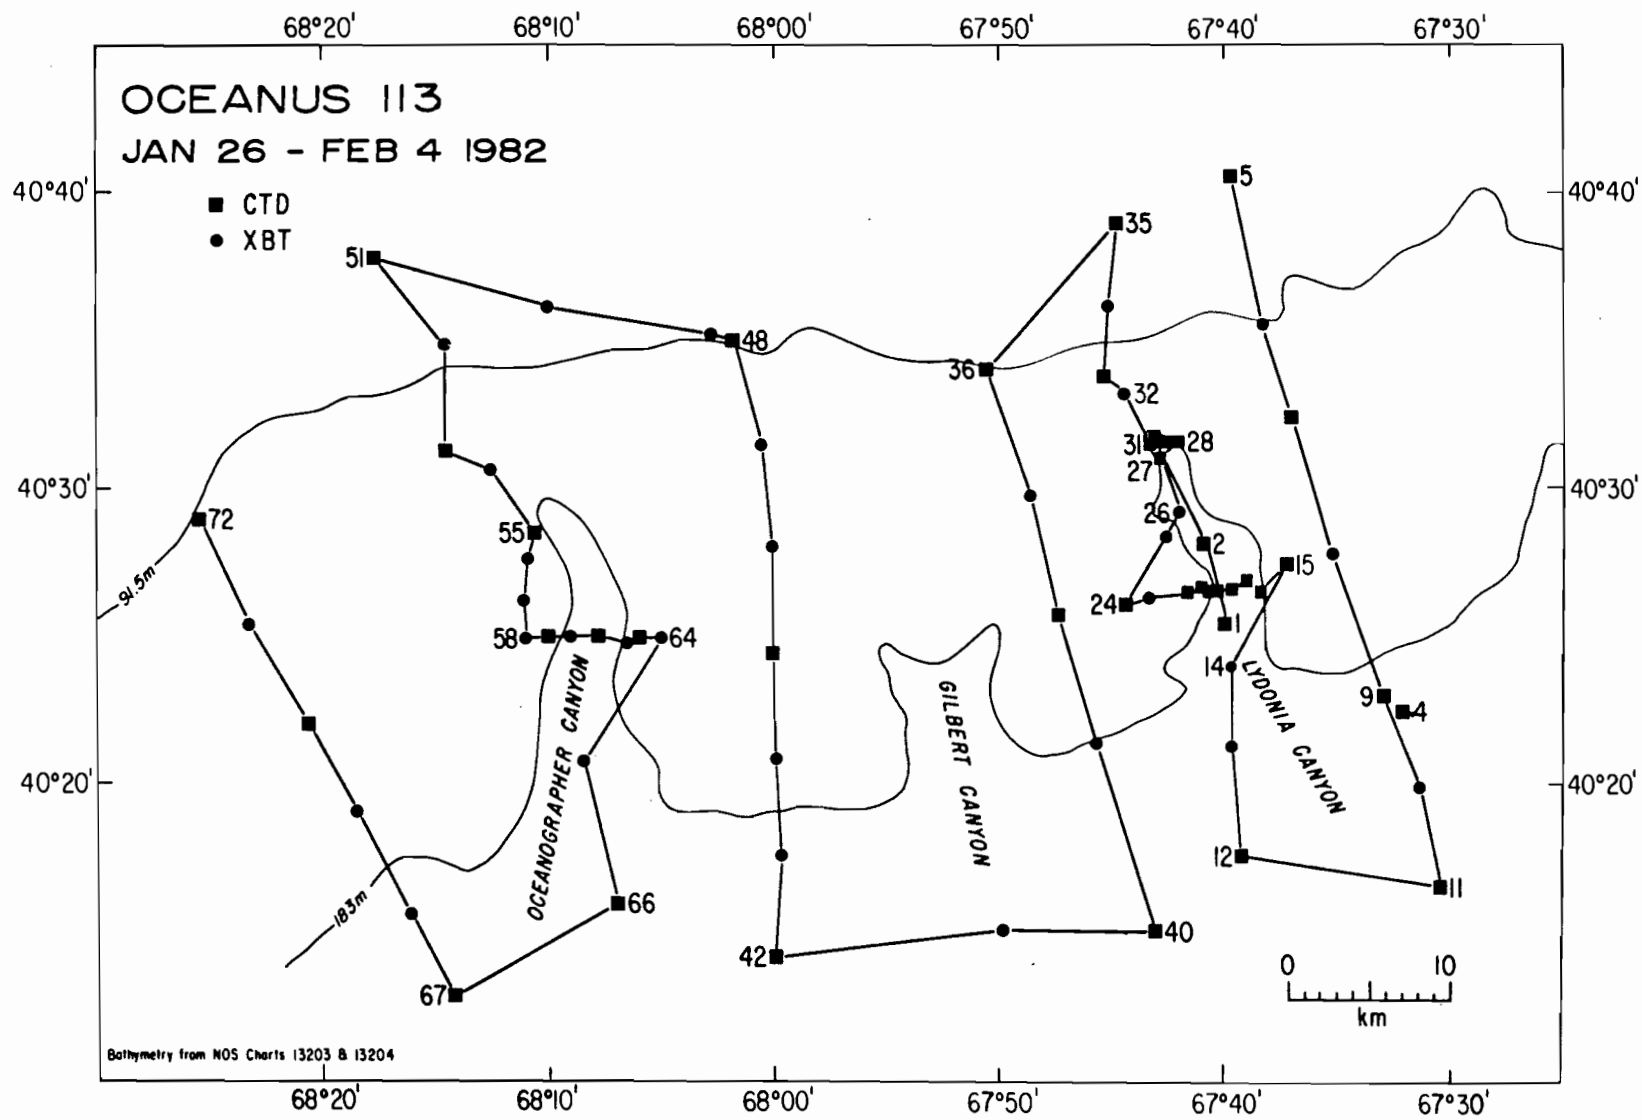 68°20' 68°10' 68°00' 67°50' 67°40' 67°30'
OCEANUS 113
JAN 26 - FEB 4 1982
CTD
XBT
40°40' 40°40'
5
35
51
48
36
32
31 28
27
40°30' 40°30'
72
26
55
2
15
24
91.5m
58 64
1
14
LYDONIA CANYON
OCEANOGRAPHER CANYON
GILBERT CANYON
9 4
40°20' 40°20'
12 11
183m
66
40
42
67
0 10
km
Bathymetry from NOS Charts 13203 & 13204
68°20' 68°10' 68°00' 67°50' 67°40' 67°30'